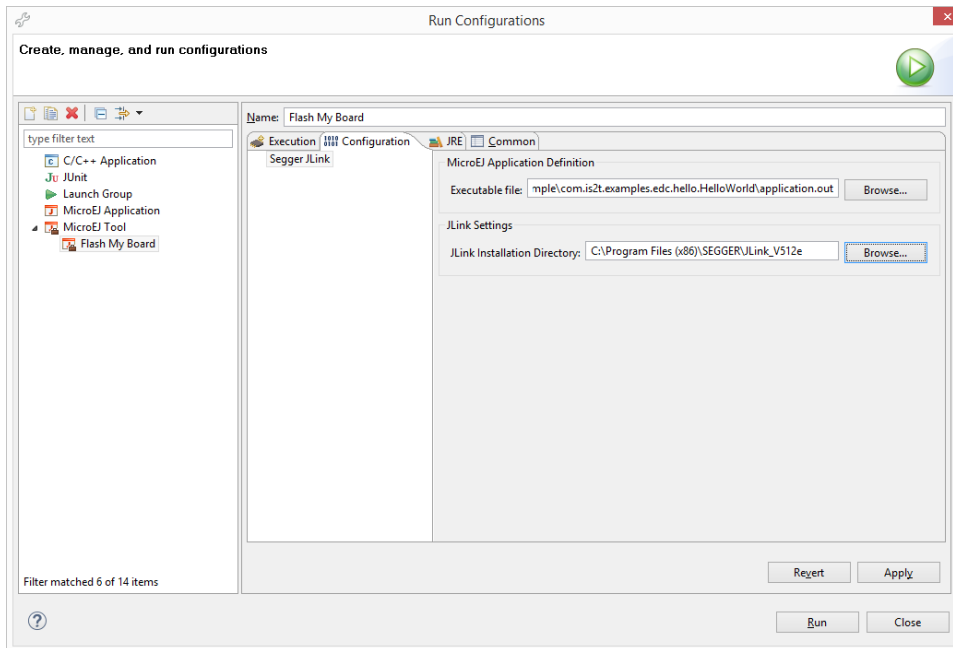 Run Configurations
Create, manage, and run configurations
Name: Flash My Board
type filter text
Execution Configuration JRE Common
C/C++ Application
Ju JUnit
Launch Group
MicroEJ Application
MicroEJ Tool
Flash My Board
Segger JLink
MicroEJ Application Definition
Executable file: mple\com.is2t.examples.edc.hello.HelloWorld\application.out Browse...
JLink Settings
JLink Installation Directory: C:\Program Files (x86)\SEGGER\JLink_V512e Browse...
Filter matched 6 of 14 items
Revert Apply
Run Close